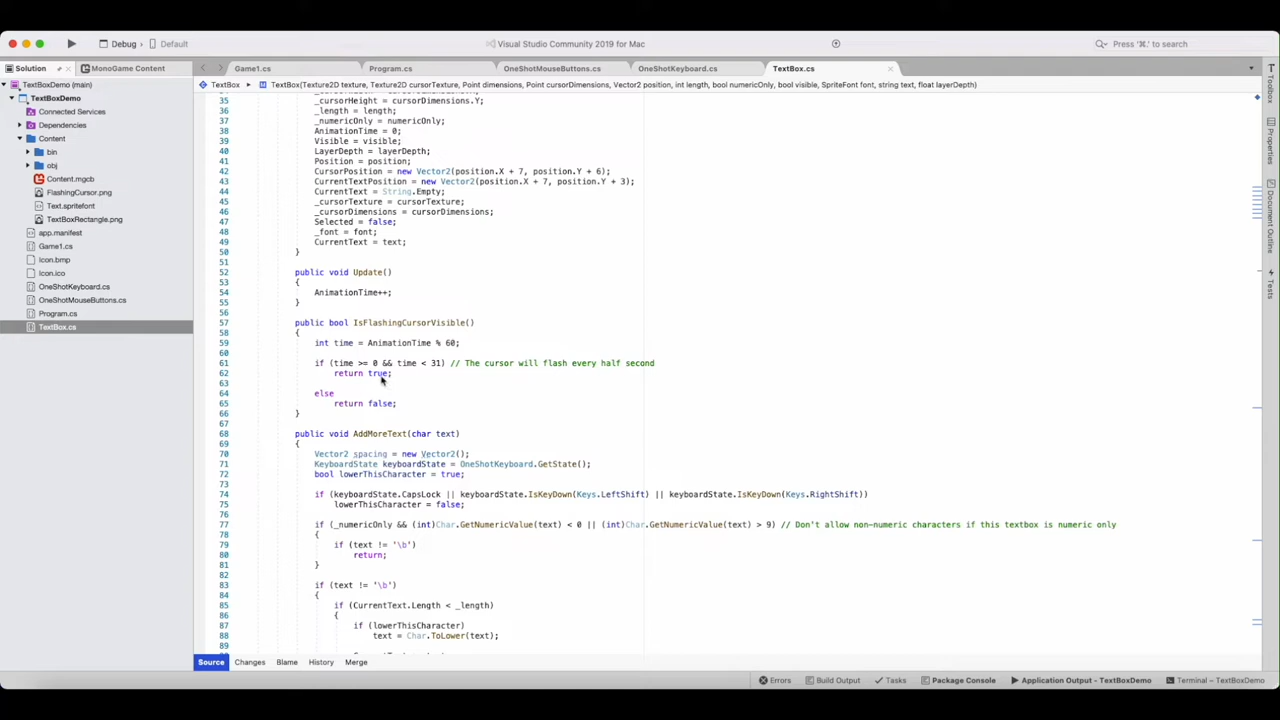 Debug
Default
Visual Studio Community 2019 for Mac
Press '⌘.' to search
Solution
MonoGame Content
Game1.cs
Program.cs
OneShotMouseButtons.cs
OneShotKeyboard.cs
TextBox.cs
TextBoxDemo (main)
TextBoxDemo
Connected Services
Dependencies
Content
bin
obj
Content.mgcb
FlashingCursor.png
Text.spritefont
TextBoxRectangle.png
app.manifest
Game1.cs
Icon.bmp
Icon.ico
OneShotKeyboard.cs
OneShotMouseButtons.cs
Program.cs
TextBox.cs
TextBox
TextBox(Texture2D texture, Texture2D cursorTexture, Point dimensions, Point cursorDimensions, Vector2 position, int length, bool numericOnly, bool visible, SpriteFont font, string text, float layerDepth)
35 _cursorHeight = cursorDimensions.Y;
36 _length = length;
37 _numericOnly = numericOnly;
38 AnimationTime = 0;
39 Visible = visible;
40 LayerDepth = layerDepth;
41 Position = position;
42 CursorPosition = new Vector2(position.X + 7, position.Y + 6);
43 CurrentTextPosition = new Vector2(position.X + 7, position.Y + 3);
44 CurrentText = String.Empty;
45 _cursorTexture = cursorTexture;
46 _cursorDimensions = cursorDimensions;
47 Selected = false;
48 _font = font;
49 CurrentText = text;
50 }
51
52 public void Update()
53 {
54 AnimationTime++;
55 }
56
57 public bool IsFlashingCursorVisible()
58 {
59 int time = AnimationTime % 60;
60
61 if (time >= 0 && time < 31) // The cursor will flash every half second
62 return true;
63
64 else
65 return false;
66 }
67
68 public void AddMoreText(char text)
69 {
70 Vector2 spacing = new Vector2();
71 KeyboardState keyboardState = OneShotKeyboard.GetState();
72 bool lowerThisCharacter = true;
73
74 if (keyboardState.CapsLock || keyboardState.IsKeyDown(Keys.LeftShift) || keyboardState.IsKeyDown(Keys.RightShift))
75 lowerThisCharacter = false;
76
77 if (_numericOnly && (int)Char.GetNumericValue(text) < 0 || (int)Char.GetNumericValue(text) > 9) // Don't allow non-numeric characters if this textbox is numeric only
78 {
79 if (text != '\b')
80 return;
81 }
82
83 if (text != '\b')
84 {
85 if (CurrentText.Length < _length)
86 {
87 if (lowerThisCharacter)
88 text = Char.ToLower(text);
89
Toolbox
Properties
Document Outline
Tests
Source
Changes
Blame
History
Merge
Errors
Build Output
Tasks
Package Console
Application Output – TextBoxDemo
Terminal – TextBoxDemo